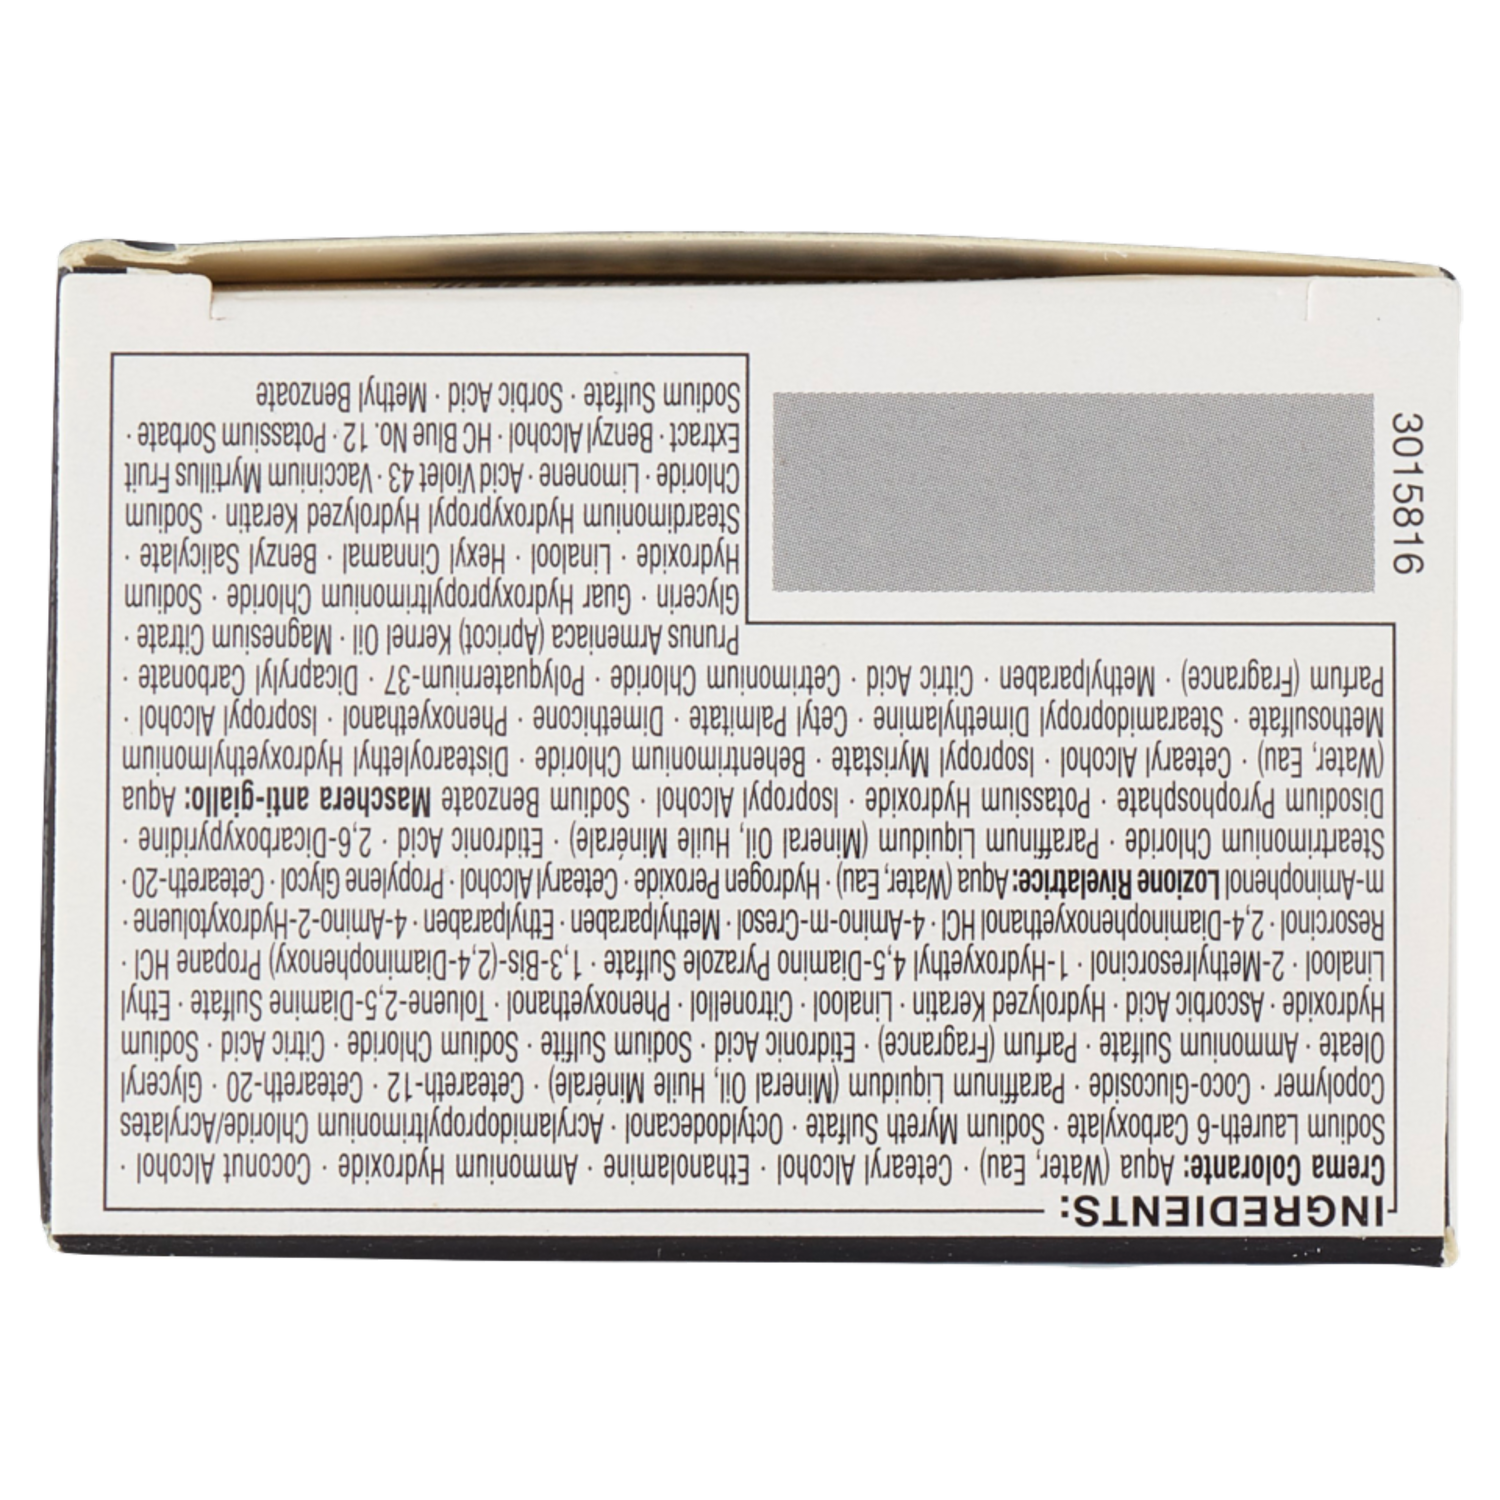 INGREDIENTS:
Crema Colorante: Aqua (Water, Eau) · Cetearyl Alcohol · Ethanolamine · Ammonium Hydroxide · Coconut Alcohol ·
Sodium Laureth-6 Carboxylate · Sodium Myreth Sulfate · Octyldodecanol · Acrylamidopropyltrimonium Chloride/Acrylates
Copolymer · Coco-Glucoside · Paraffinum Liquidum (Mineral Oil, Huile Minérale) · Ceteareth-12 · Ceteareth-20 · Glyceryl
Oleate · Ammonium Sulfate · Parfum (Fragrance) · Etidronic Acid · Sodium Sulfite · Sodium Chloride · Citric Acid · Sodium
Hydroxide · Ascorbic Acid · Hydrolyzed Keratin · Linalool · Citronellol · Phenoxyethanol · Toluene-2,5-Diamine Sulfate · Ethyl
Linalool · 2-Methylresorcinol · 1-Hydroxyethyl 4,5-Diamino Pyrazole Sulfate · 1,3-Bis-(2,4-Diaminophenoxy) Propane HCl ·
Resorcinol · 2,4-Diaminophenoxyethanol HCl · 4-Amino-m-Cresol · Methylparaben · Ethylparaben · 4-Amino-2-Hydroxytoluene ·
m-Aminophenol Lozione Rivelatrice: Aqua (Water, Eau) · Hydrogen Peroxide · Cetearyl Alcohol · Propylene Glycol · Ceteareth-20 ·
Steartrimonium Chloride · Paraffinum Liquidum (Mineral Oil, Huile Minérale) · Etidronic Acid · 2,6-Dicarboxypyridine ·
Disodium Pyrophosphate · Potassium Hydroxide · Isopropyl Alcohol · Sodium Benzoate Maschera anti-giallo: Aqua
(Water, Eau) · Cetearyl Alcohol · Isopropyl Myristate · Behentrimonium Chloride · Distearoylethyl Hydroxyethylmonium
Methosulfate · Stearamidopropyl Dimethylamine · Cetyl Palmitate · Dimethicone · Phenoxyethanol · Isopropyl Alcohol ·
Parfum (Fragrance) · Methylparaben · Citric Acid · Cetrimonium Chloride · Polyquaternium-37 · Dicaprylyl Carbonate ·
Prunus Armeniaca (Apricot) Kernel Oil · Magnesium Citrate ·
Glycerin · Guar Hydroxypropyltrimonium Chloride · Sodium
Hydroxide · Linalool · Hexyl Cinnamal · Benzyl Salicylate ·
Steardimonium Hydroxypropyl Hydrolyzed Keratin · Sodium
Chloride · Limonene · Acid Violet 43 · Vaccinium Myrtillus Fruit
Extract · Benzyl Alcohol · HC Blue No. 12 · Potassium Sorbate ·
Sodium Sulfate · Sorbic Acid · Methyl Benzoate
3015816